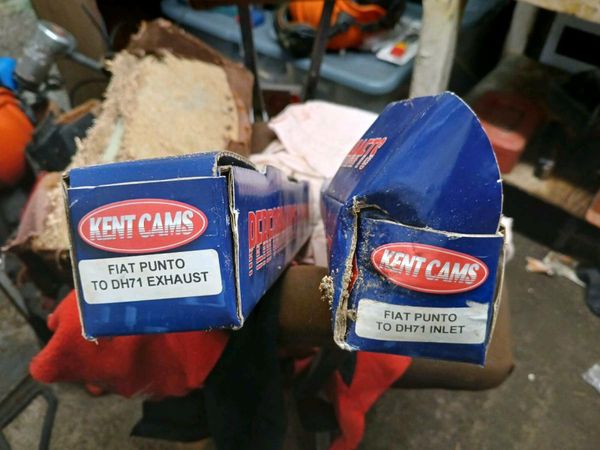 KENT CAMS
FIAT PUNTO
TO DH71 EXHAUST
KENT CAMS
FIAT PUNTO
TO DH71 INLET